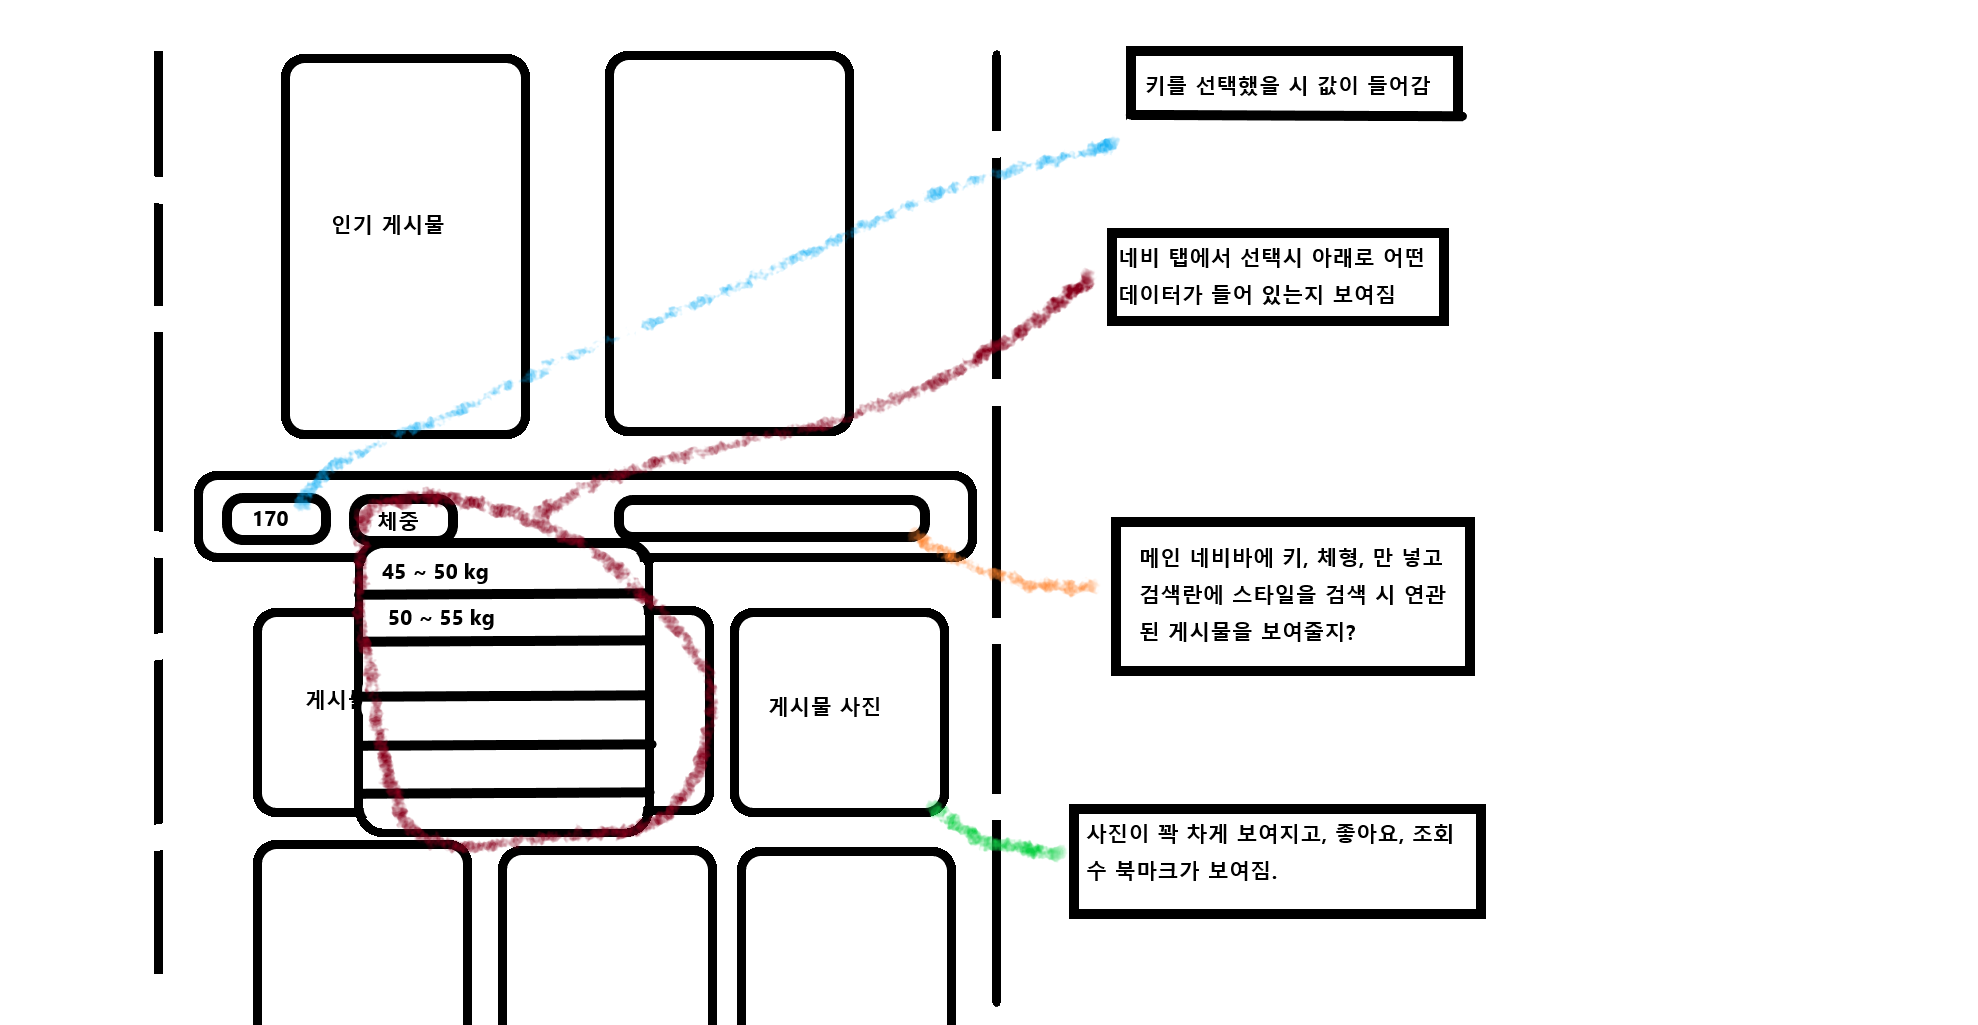 키를 선택했을 시 값이 들어감
인기 게시물
네비 탭에서 선택시 아래로 어떤
데이터가 들어 있는지 보여짐
170
체중
45 ~ 50 kg
50 ~ 55 kg
메인 네비바에 키, 체형, 만 넣고
검색란에 스타일을 검색 시 연관
된 게시물을 보여줄지?
게시
게시물 사진
사진이 꽉 차게 보여지고, 좋아요, 조회
수 북마크가 보여짐.